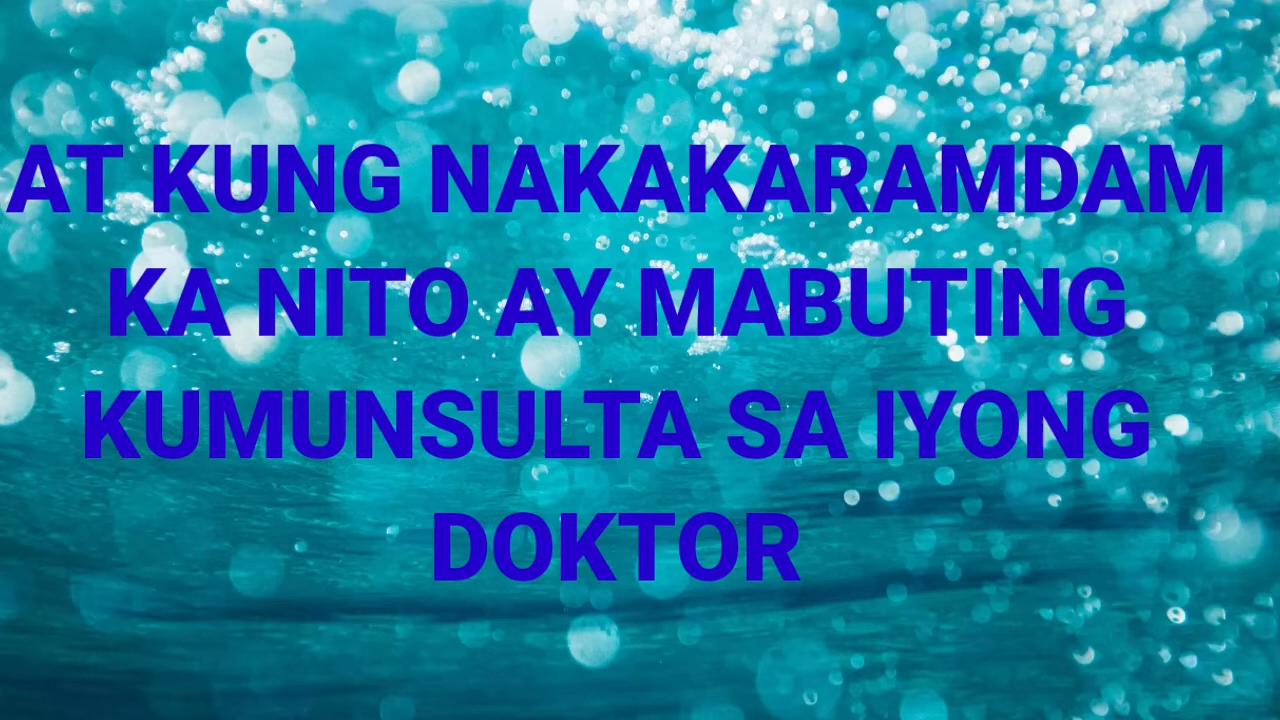 AT KUNG NAKAKARAMDAM
KA NITO AY MABUTING
KUMUNSULTA SA IYONG
DOKTOR